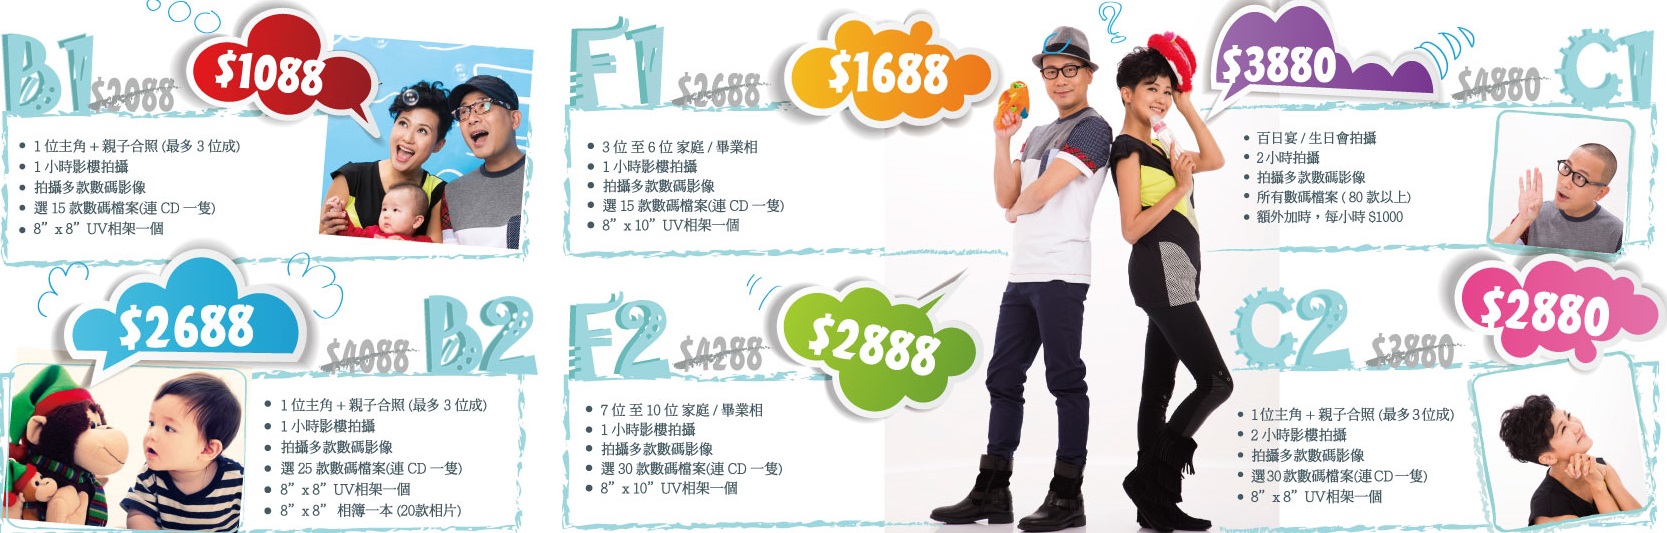 B1
$2088
$1088
• 1 位主角 + 親子合照 (最多 3 位成)
• 1 小時影樓拍攝
• 拍攝多款數碼影像
• 選 15 款數碼檔案(連 CD 一隻)
• 8” x 8” UV相架一個
F1
$2688
$1688
• 3 位 至 6 位 家庭 / 畢業相
• 1 小時影樓拍攝
• 拍攝多款數碼影像
• 選 15 款數碼檔案(連 CD 一隻)
• 8” x 10” UV相架一個
$3880
$4880
C1
• 百日宴 / 生日會拍攝
• 2 小時拍攝
• 拍攝多款數碼影像
• 所有數碼檔案 ( 80 款以上)
• 額外加時，每小時 $1000
$2688
$4088
B2
• 1 位主角 + 親子合照 (最多 3 位成)
• 1 小時影樓拍攝
• 拍攝多款數碼影像
• 選 25 款數碼檔案(連 CD 一隻)
• 8” x 8” UV相架一個
• 8” x 8” 相簿一本 (20款相片)
F2
$4288
$2888
• 7 位 至 10 位 家庭 / 畢業相
• 1 小時影樓拍攝
• 拍攝多款數碼影像
• 選 30 款數碼檔案(連 CD 一隻)
• 8” x 10” UV相架一個
C2
$3880
$2880
• 1 位主角 + 親子合照 (最多 3 位成)
• 2 小時影樓拍攝
• 拍攝多款數碼影像
• 選30 款數碼檔案(連 CD 一隻)
• 8” x 8” UV相架一個